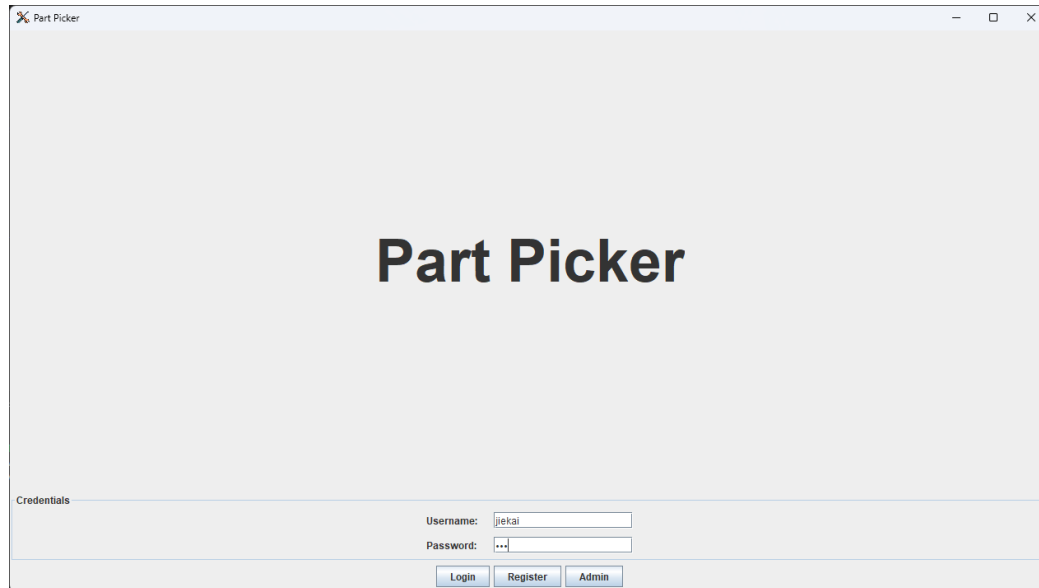 Part Picker
Part Picker
Credentials
Username: jiekai
Password: •••
Login Register Admin